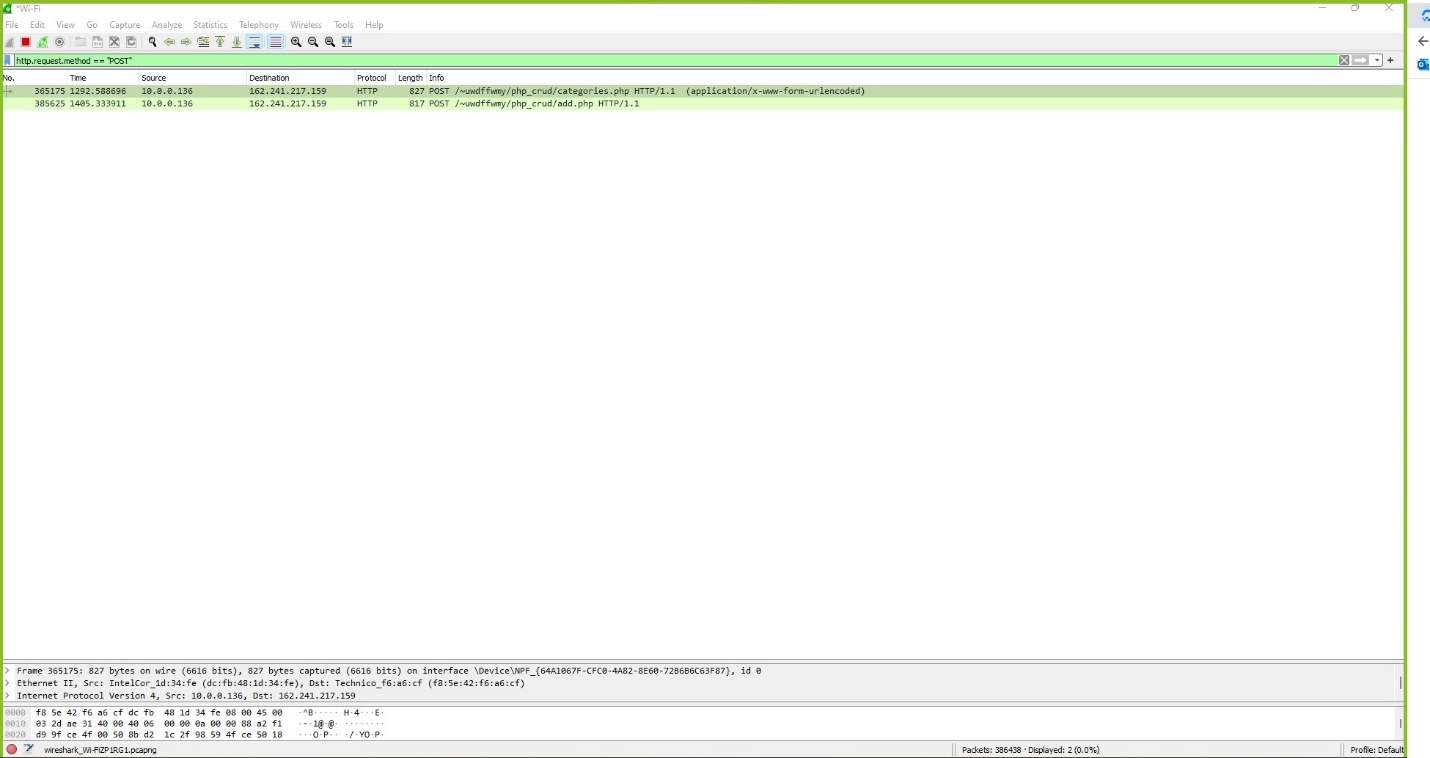 *Wi-Fi
File Edit View Go Capture Analyze Statistics Telephony Wireless Tools Help
http.request.method == "POST"
No. Time Source Destination Protocol Length Info
365175 1292.588696 10.0.0.136 162.241.217.159 HTTP 827 POST /~uwdffwmy/php_crud/categories.php HTTP/1.1 (application/x-www-form-urlencoded)
385625 1405.333911 10.0.0.136 162.241.217.159 HTTP 817 POST /~uwdffwmy/php_crud/add.php HTTP/1.1
Frame 365175: 827 bytes on wire (6616 bits), 827 bytes captured (6616 bits) on interface \Device\NPF_{64A1067F-CFC0-4A82-8E60-72B6B6C63F87}, id 0
Ethernet II, Src: IntelCor_1d:34:fe (dc:fb:48:1d:34:fe), Dst: Technico_f6:a6:cf (f8:5e:42:f6:a6:cf)
Internet Protocol Version 4, Src: 10.0.0.136, Dst: 162.241.217.159
0000 f8 5e 42 f6 a6 cf dc fb 48 1d 34 fe 08 00 45 00 ·^B····· H·4···E·
0010 03 2d ae 31 40 00 40 06 00 00 0a 00 00 88 a2 f1 ·-·1@·@· ········
0020 d9 9f ce 4f 00 50 8b d2 1c 2f 98 59 4f ce 50 18 ···O·P·· ·/·YO·P·
wireshark_Wi-FiZP1RG1.pcapng Packets: 386438 · Displayed: 2 (0.0%) Profile: Default